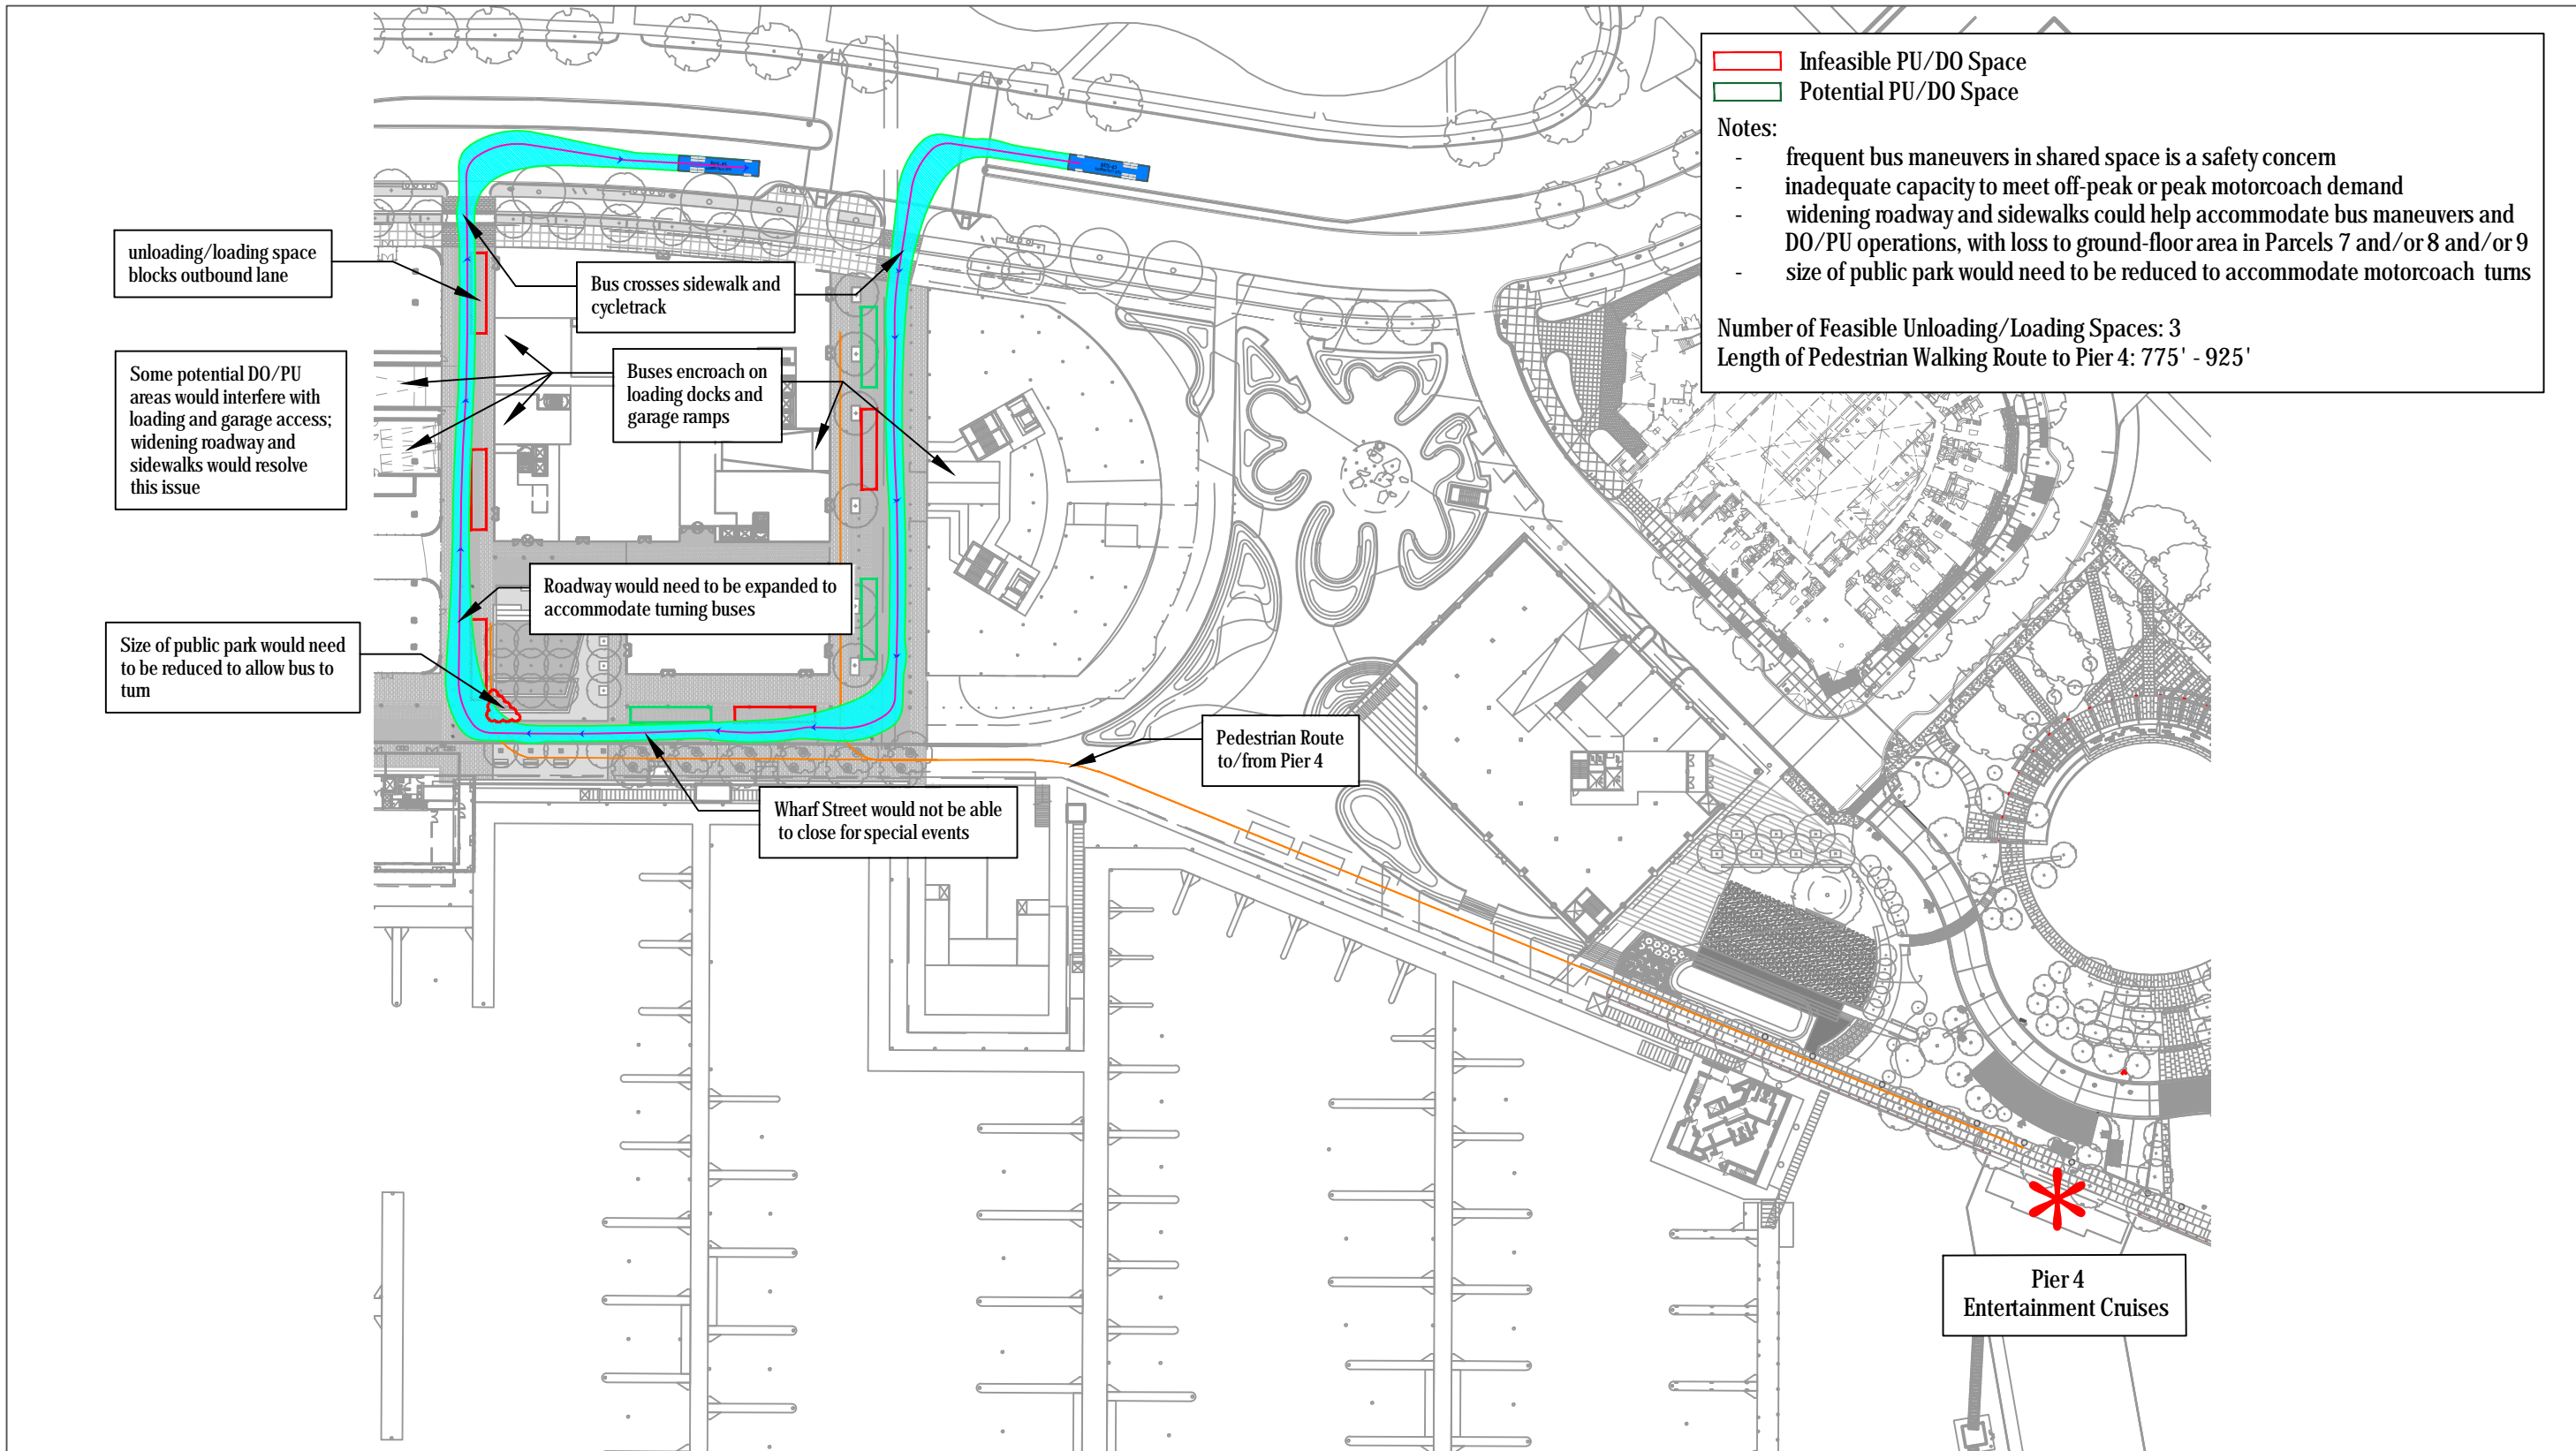 Infeasible PU/DO Space
Potential PU/DO Space
Notes:
- frequent bus maneuvers in shared space is a safety concern
- inadequate capacity to meet off-peak or peak motorcoach demand
- widening roadway and sidewalks could help accommodate bus maneuvers and
DO/PU operations, with loss to ground-floor area in Parcels 7 and/or 8 and/or 9
- size of public park would need to be reduced to accommodate motorcoach turns
Number of Feasible Unloading/Loading Spaces: 3
Length of Pedestrian Walking Route to Pier 4: 775' - 925'
unloading/loading space
blocks outbound lane
Bus crosses sidewalk and
cycletrack
Some potential DO/PU
areas would interfere with
loading and garage access;
widening roadway and
sidewalks would resolve
this issue
Buses encroach on
loading docks and
garage ramps
Roadway would need to be expanded to
accommodate turning buses
Size of public park would need
to be reduced to allow bus to
turn
Pedestrian Route
to/from Pier 4
Wharf Street would not be able
to close for special events
Pier 4
Entertainment Cruises